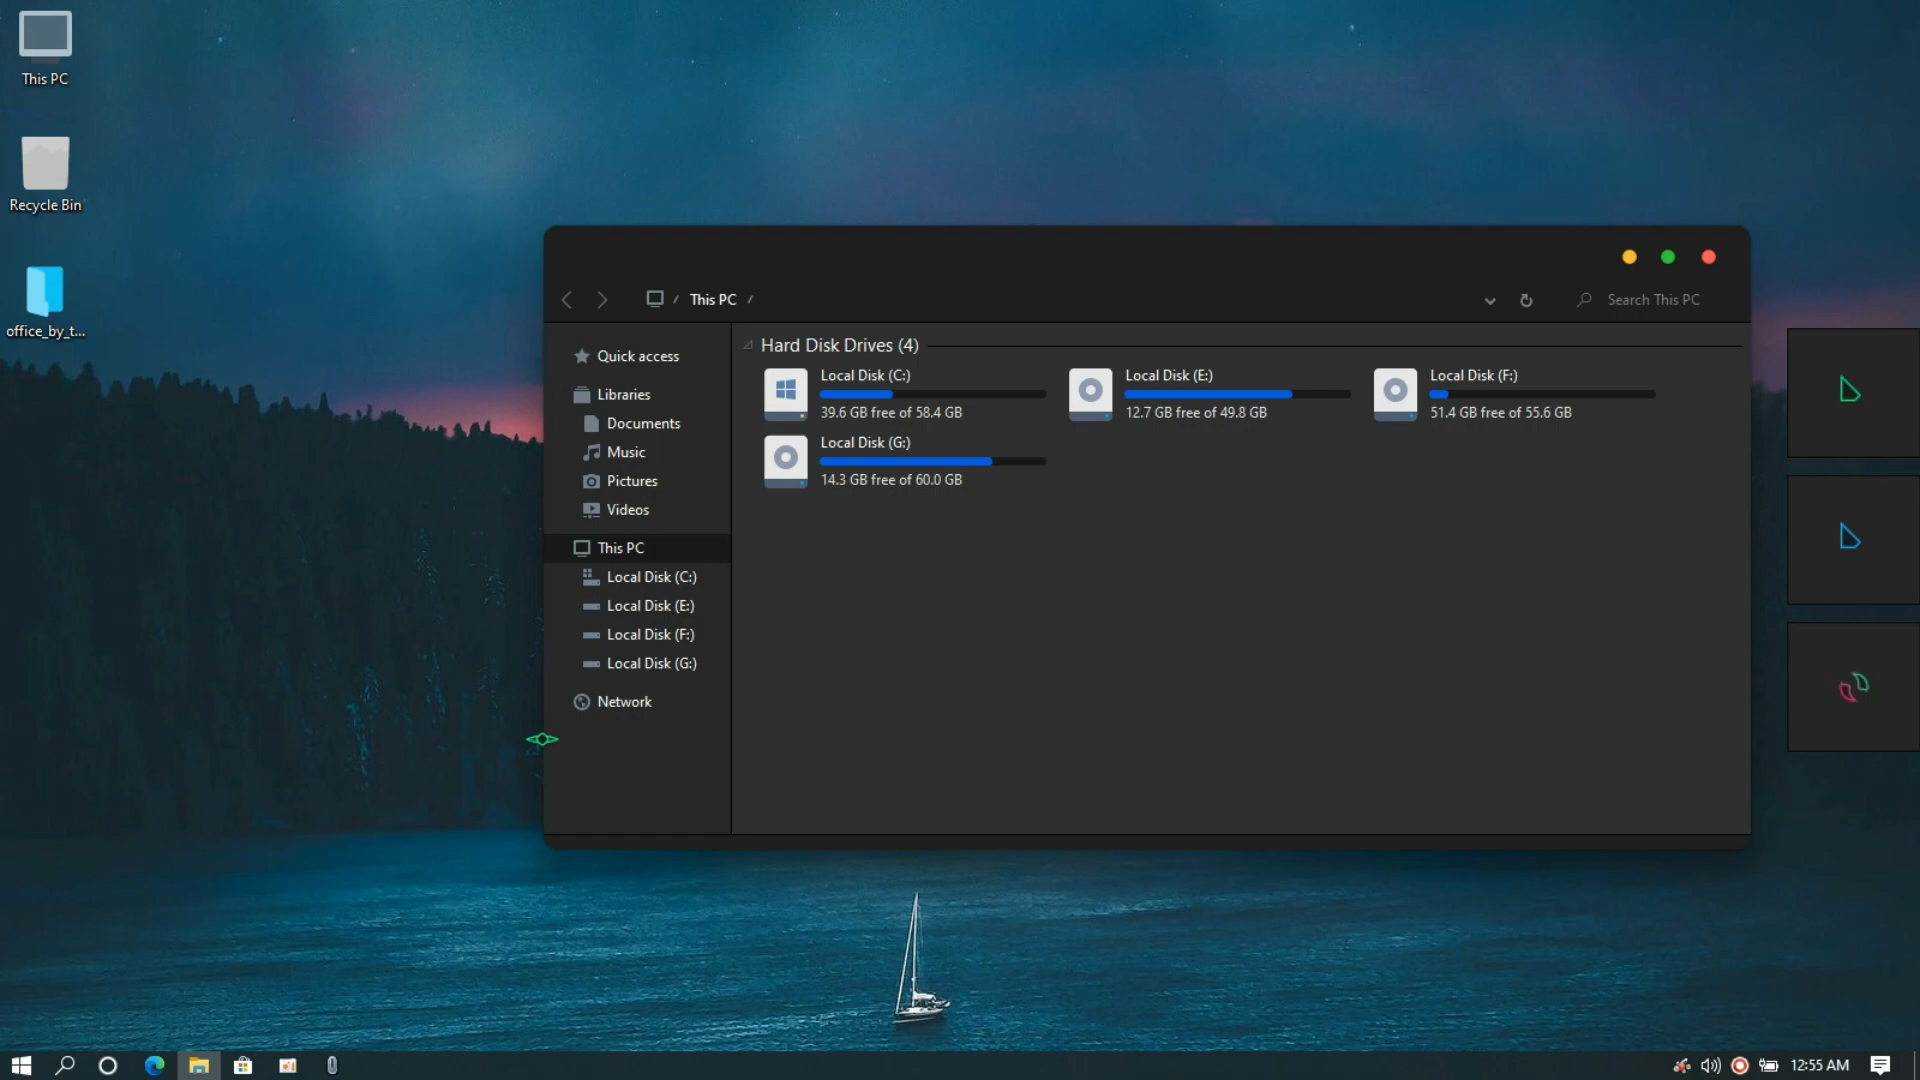 This PC
Recycle Bin
office_by_t...
This PC
Search This PC
Quick access
Libraries
Documents
Music
Pictures
Videos
This PC
Local Disk (C:)
Local Disk (E:)
Local Disk (F:)
Local Disk (G:)
Network
Hard Disk Drives (4)
Local Disk (C:)
39.6 GB free of 58.4 GB
Local Disk (E:)
12.7 GB free of 49.8 GB
Local Disk (F:)
51.4 GB free of 55.6 GB
Local Disk (G:)
14.3 GB free of 60.0 GB
12:55 AM